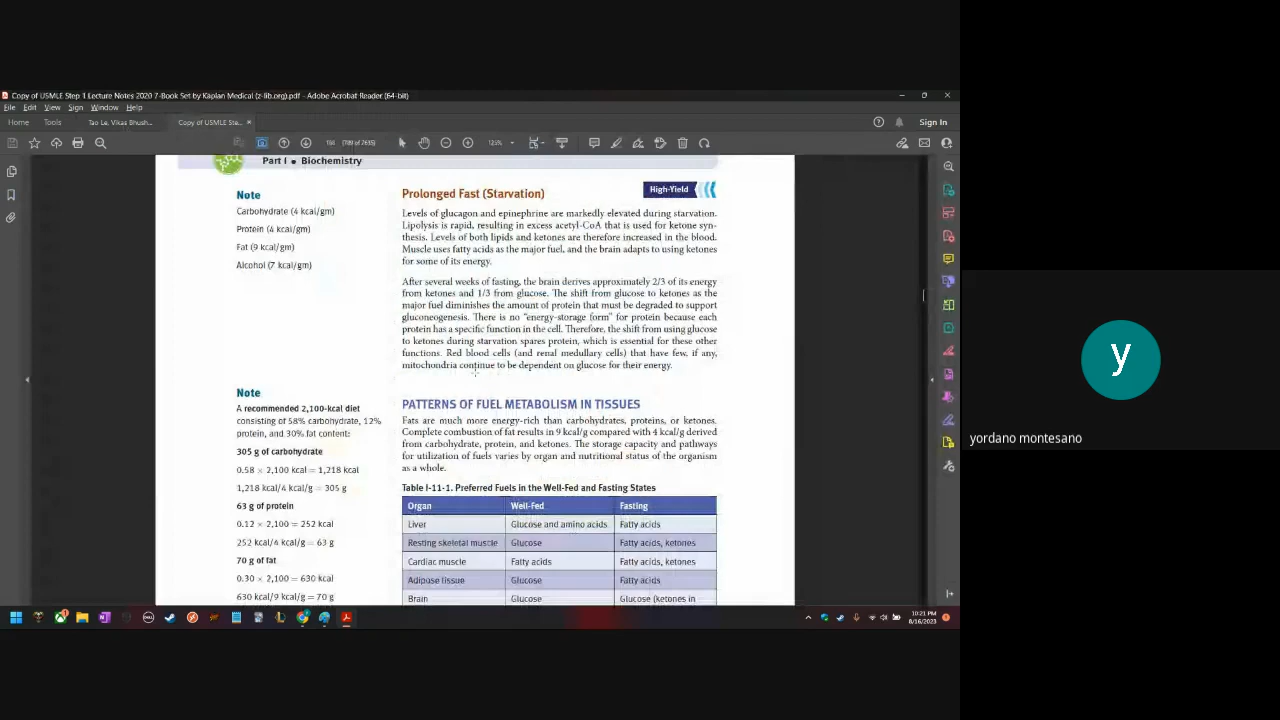 Copy of USMLE Step 1 Lecture Notes 2020 7-Book Set by Kaplan Medical (z-lib.org).pdf - Adobe Acrobat Reader (64-bit)
File Edit View Sign Window Help
Home Tools Tao Le, Vikas Bhush... Copy of USMLE Ste... × Sign In
(789 of 2635) 125%
Part I • Biochemistry
Note
Carbohydrate (4 kcal/gm)
Protein (4 kcal/gm)
Fat (9 kcal/gm)
Alcohol (7 kcal/gm)
Prolonged Fast (Starvation)
High-Yield
Levels of glucagon and epinephrine are markedly elevated during starvation.
Lipolysis is rapid, resulting in excess acetyl-CoA that is used for ketone syn-
thesis. Levels of both lipids and ketones are therefore increased in the blood.
Muscle uses fatty acids as the major fuel, and the brain adapts to using ketones
for some of its energy.
After several weeks of fasting, the brain derives approximately 2/3 of its energy
from ketones and 1/3 from glucose. The shift from glucose to ketones as the
major fuel diminishes the amount of protein that must be degraded to support
gluconeogenesis. There is no “energy-storage form” for protein because each
protein has a specific function in the cell. Therefore, the shift from using glucose
to ketones during starvation spares protein, which is essential for these other
functions. Red blood cells (and renal medullary cells) that have few, if any,
mitochondria continue to be dependent on glucose for their energy.
Note
A recommended 2,100-kcal diet
consisting of 58% carbohydrate, 12%
protein, and 30% fat content:
305 g of carbohydrate
0.58 × 2,100 kcal = 1,218 kcal
1,218 kcal/4 kcal/g = 305 g
63 g of protein
0.12 × 2,100 = 252 kcal
252 kcal/4 kcal/g = 63 g
70 g of fat
0.30 × 2,100 = 630 kcal
630 kcal/9 kcal/g = 70 g
PATTERNS OF FUEL METABOLISM IN TISSUES
Fats are much more energy-rich than carbohydrates, proteins, or ketones.
Complete combustion of fat results in 9 kcal/g compared with 4 kcal/g derived
from carbohydrate, protein, and ketones. The storage capacity and pathways
for utilization of fuels varies by organ and nutritional status of the organism
as a whole.
Table I-11-1. Preferred Fuels in the Well-Fed and Fasting States
Organ Well-Fed Fasting
Liver Glucose and amino acids Fatty acids
Resting skeletal muscle Glucose Fatty acids, ketones
Cardiac muscle Fatty acids Fatty acids, ketones
Adipose tissue Glucose Fatty acids
Brain Glucose Glucose (ketones in
10:21 PM
8/16/2023
y
yordano montesano